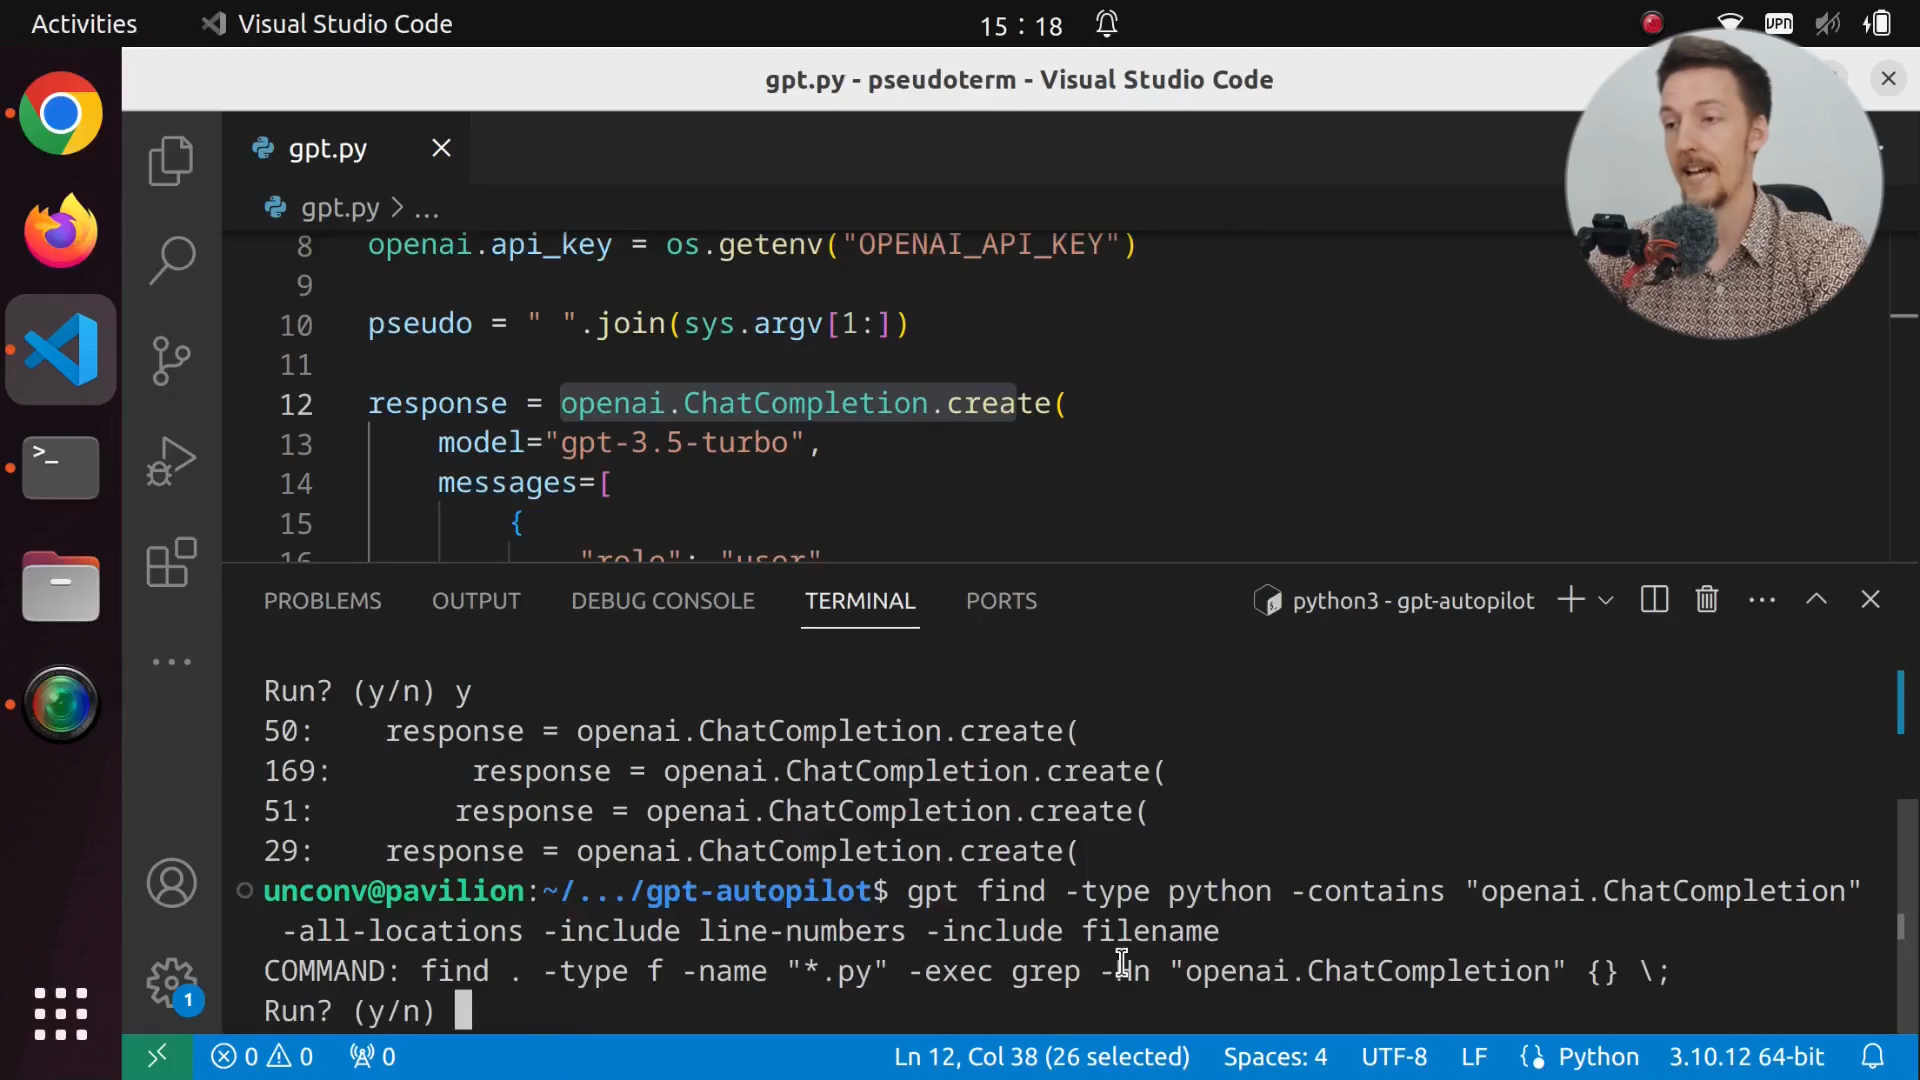 Activities
Visual Studio Code
15 : 18
VPN
gpt.py - pseudoterm - Visual Studio Code
gpt.py
gpt.py > ...
8 openai.api_key = os.getenv("OPENAI_API_KEY")
9
10 pseudo = " ".join(sys.argv[1:])
11
12 response = openai.ChatCompletion.create(
13 model="gpt-3.5-turbo",
14 messages=[
15 {
16 "role": "user"
PROBLEMS OUTPUT DEBUG CONSOLE TERMINAL PORTS
python3 - gpt-autopilot
Run? (y/n) y
50: response = openai.ChatCompletion.create(
169: response = openai.ChatCompletion.create(
51: response = openai.ChatCompletion.create(
29: response = openai.ChatCompletion.create(
unconv@pavilion:~/.../gpt-autopilot$ gpt find -type python -contains "openai.ChatCompletion"
-all-locations -include line-numbers -include filename
COMMAND: find . -type f -name "*.py" -exec grep "openai.ChatCompletion" {} \;
Run? (y/n)
1
0 0 0
Ln 12, Col 38 (26 selected) Spaces: 4 UTF-8 LF Python 3.10.12 64-bit